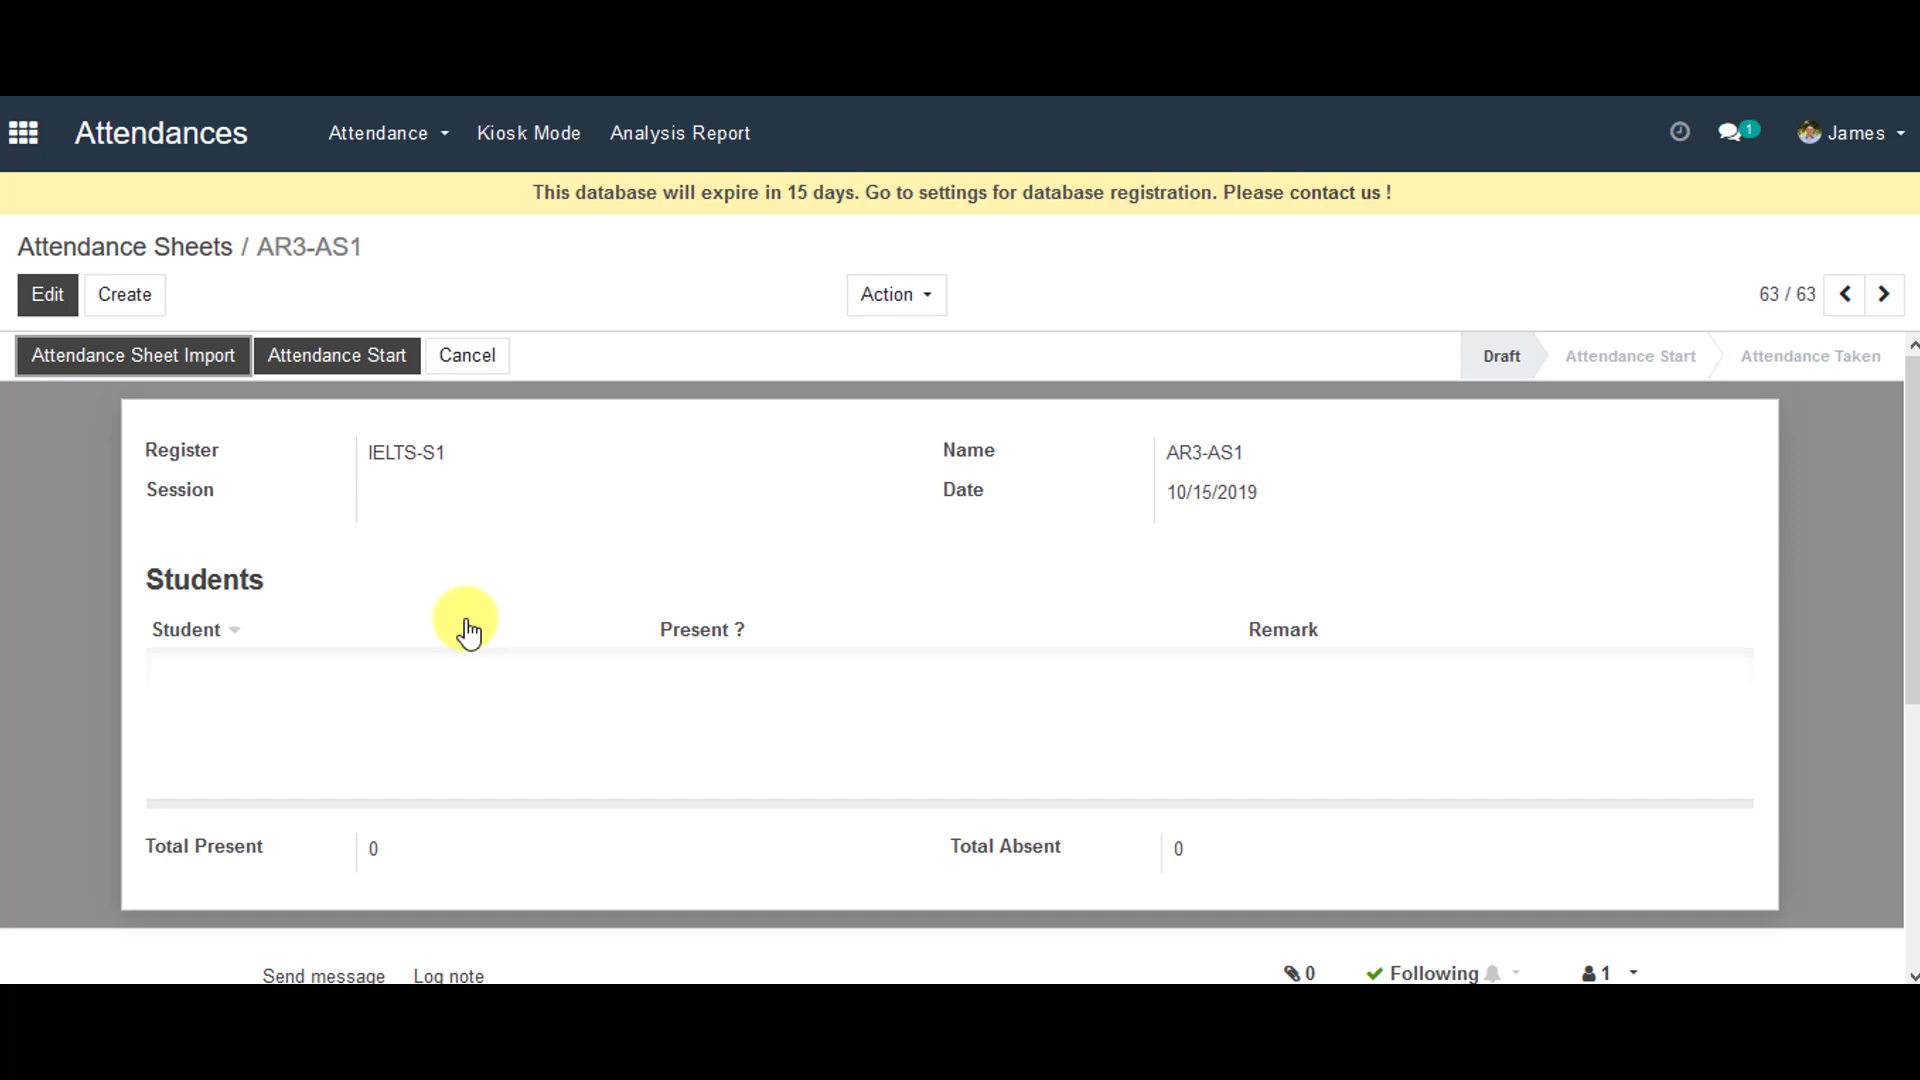 Attendances Attendance Kiosk Mode Analysis Report 1 James
This database will expire in 15 days. Go to settings for database registration. Please contact us !
Attendance Sheets / AR3-AS1
Edit Create Action 63 / 63
Attendance Sheet Import Attendance Start Cancel Draft Attendance Start Attendance Taken
Register IELTS-S1 Name AR3-AS1
Session Date 10/15/2019
Students
Student Present ? Remark
Total Present 0 Total Absent 0
Send message Log note 0 Following 1